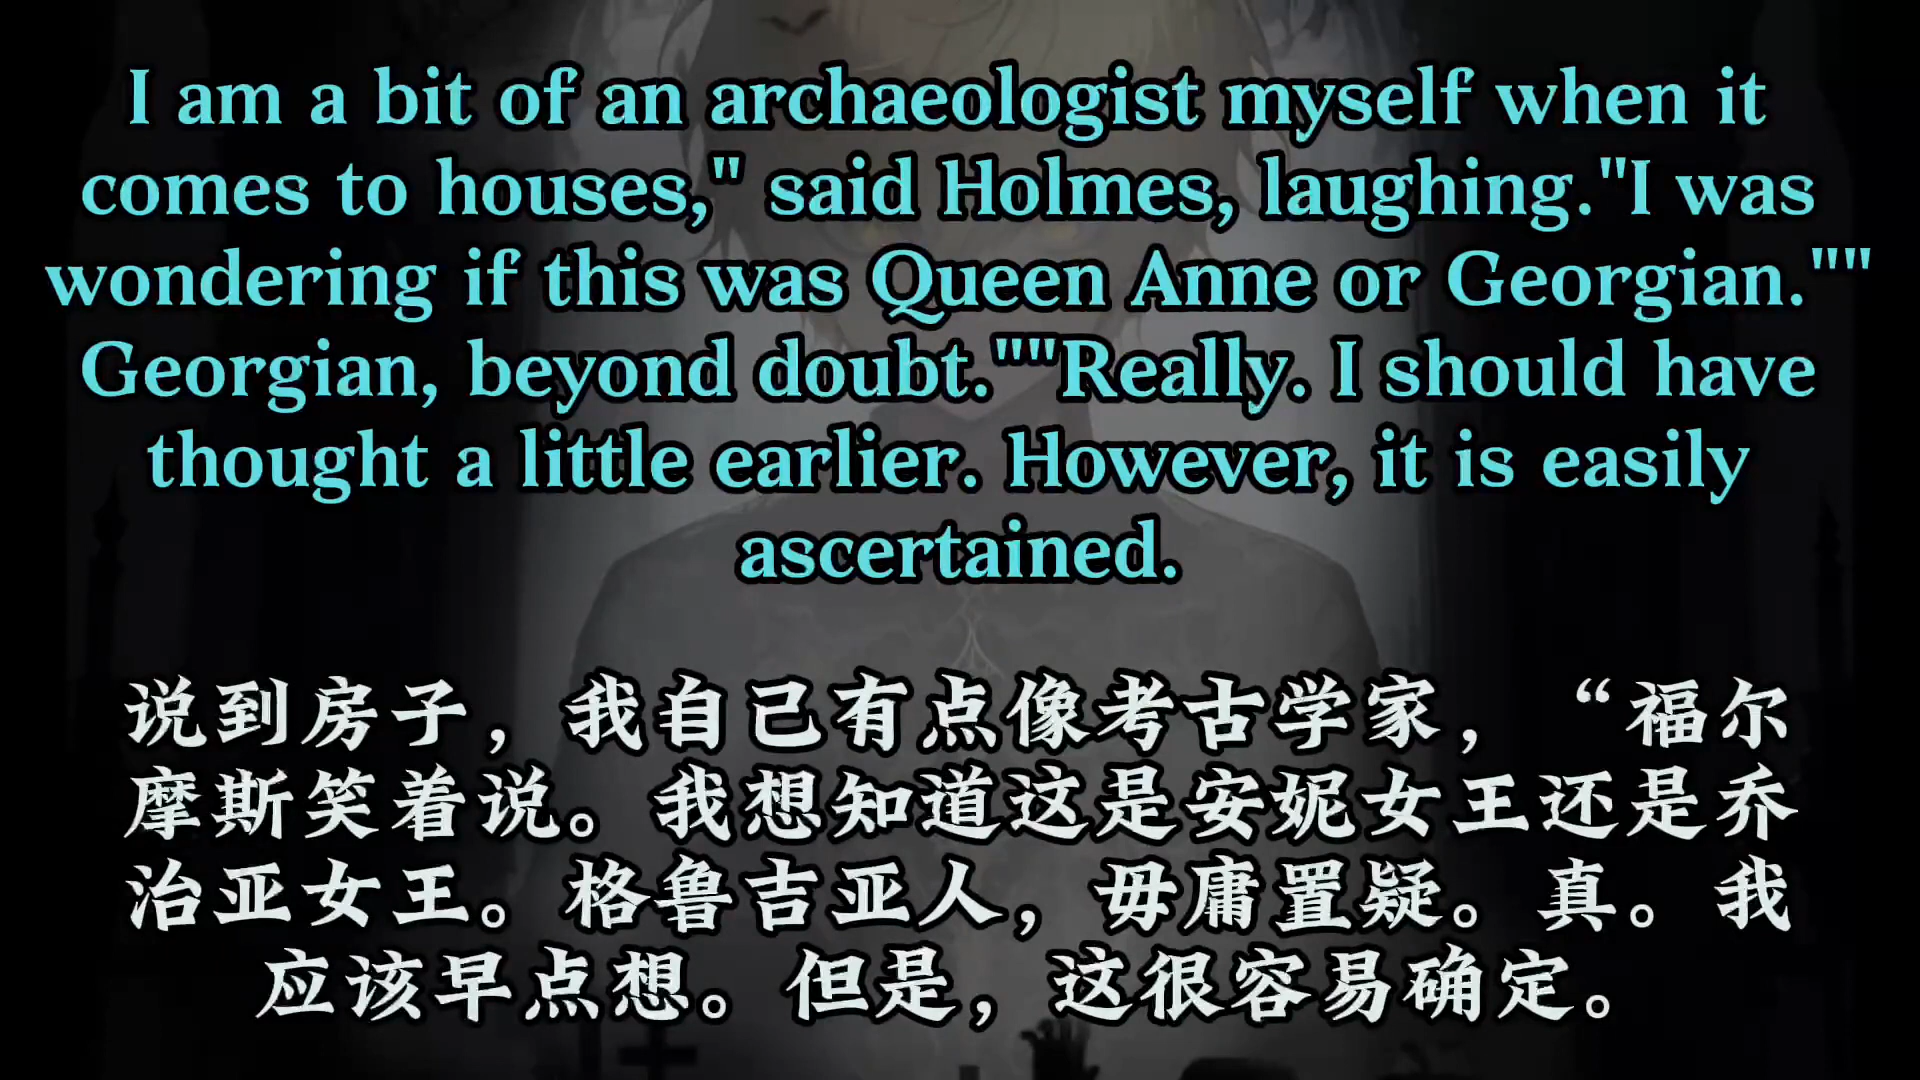 I am a bit of an archaeologist myself when it
comes to houses," said Holmes, laughing."I was
wondering if this was Queen Anne or Georgian.""
Georgian, beyond doubt.""Really. I should have
thought a little earlier. However, it is easily
ascertained.
说到房子，我自己有点像考古学家，“福尔
摩斯笑着说。我想知道这是安妮女王还是乔
治亚女王。格鲁吉亚人，毋庸置疑。真。我
应该早点想。但是，这很容易确定。